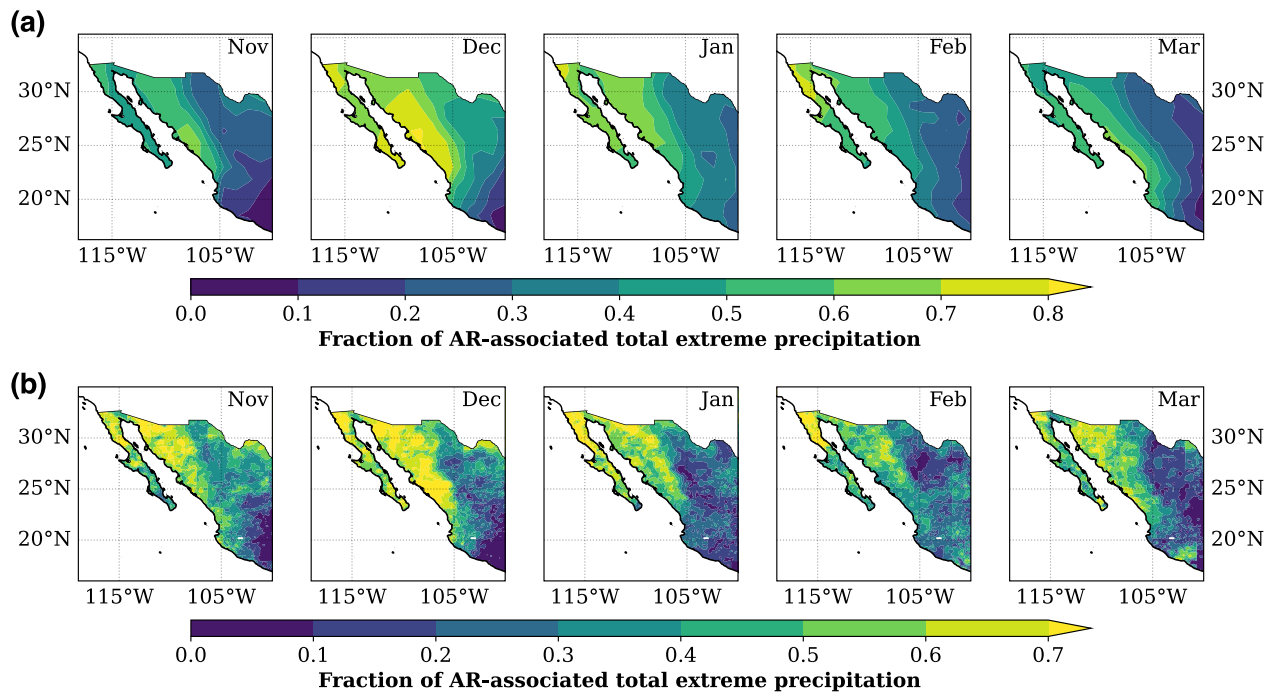 (a)
Nov Dec Jan Feb Mar
30°N 30°N
25°N 25°N
20°N 20°N
115°W 105°W 115°W 105°W 115°W 105°W 115°W 105°W 115°W 105°W
0.0 0.1 0.2 0.3 0.4 0.5 0.6 0.7 0.8
Fraction of AR-associated total extreme precipitation
(b)
Nov Dec Jan Feb Mar
30°N 30°N
25°N 25°N
20°N 20°N
115°W 105°W 115°W 105°W 115°W 105°W 115°W 105°W 115°W 105°W
0.0 0.1 0.2 0.3 0.4 0.5 0.6 0.7
Fraction of AR-associated total extreme precipitation